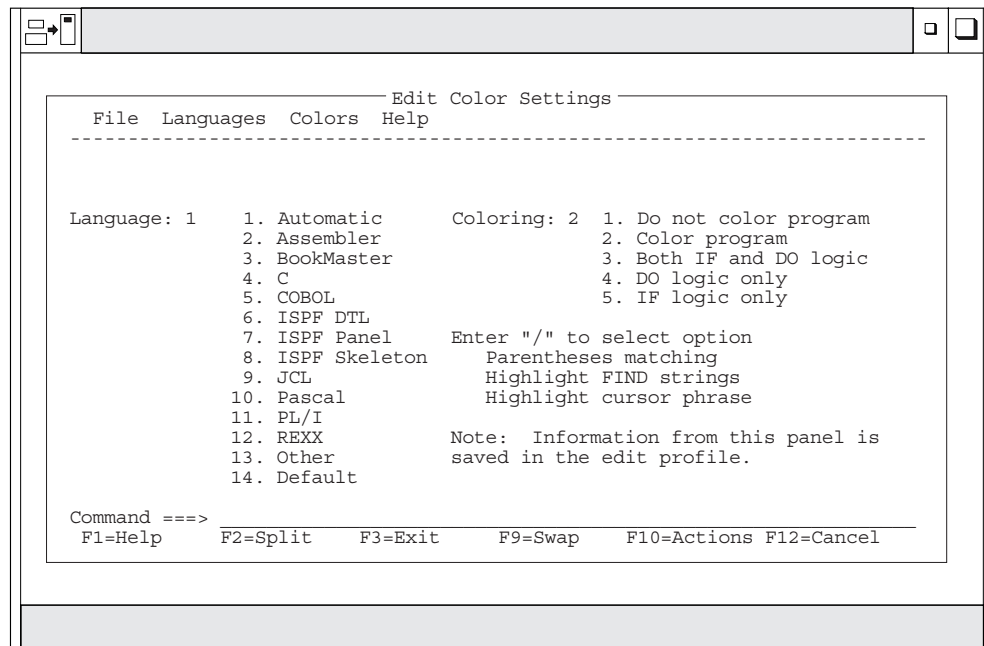 Edit Color Settings
File Languages Colors Help
--------------------------------------------------------------------------
Language: 1 1. Automatic Coloring: 2 1. Do not color program
2. Assembler 2. Color program
3. BookMaster 3. Both IF and DO logic
4. C 4. DO logic only
5. COBOL 5. IF logic only
6. ISPF DTL
7. ISPF Panel Enter "/" to select option
8. ISPF Skeleton Parentheses matching
9. JCL Highlight FIND strings
10. Pascal Highlight cursor phrase
11. PL/I
12. REXX Note: Information from this panel is
13. Other saved in the edit profile.
14. Default
Command ===> ____________________________________________________________
F1=Help F2=Split F3=Exit F9=Swap F10=Actions F12=Cancel